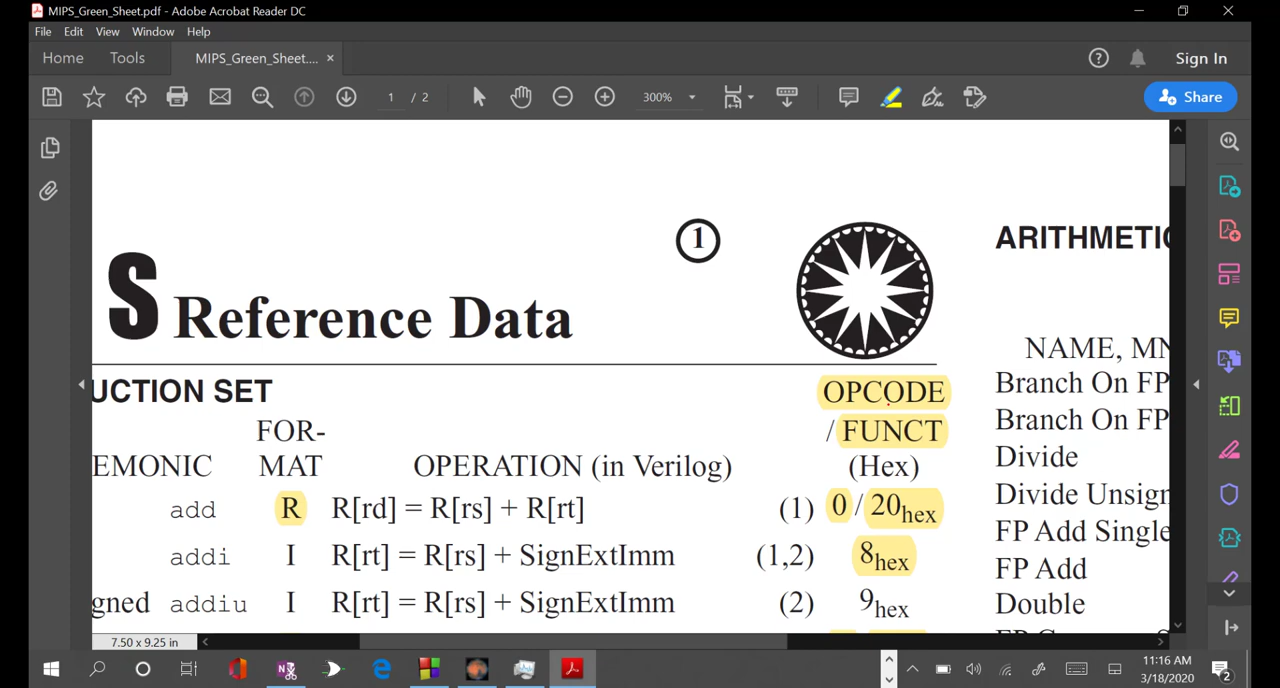 MIPS_Green_Sheet.pdf - Adobe Acrobat Reader DC
File Edit View Window Help
Home Tools MIPS_Green_Sheet.... × Sign In
1 / 2 300% Share
1
S Reference Data
UCTION SET
OPCODE
FOR- / FUNCT
EMONIC MAT OPERATION (in Verilog) (Hex)
add R R[rd] = R[rs] + R[rt] (1) 0 / 20hex
addi I R[rt] = R[rs] + SignExtImm (1,2) 8hex
gned addiu I R[rt] = R[rs] + SignExtImm (2) 9hex
ARITHMETIC
NAME, MN
Branch On FP
Branch On FP
Divide
Divide Unsign
FP Add Single
FP Add
Double
7.50 x 9.25 in
11:16 AM
3/18/2020
2